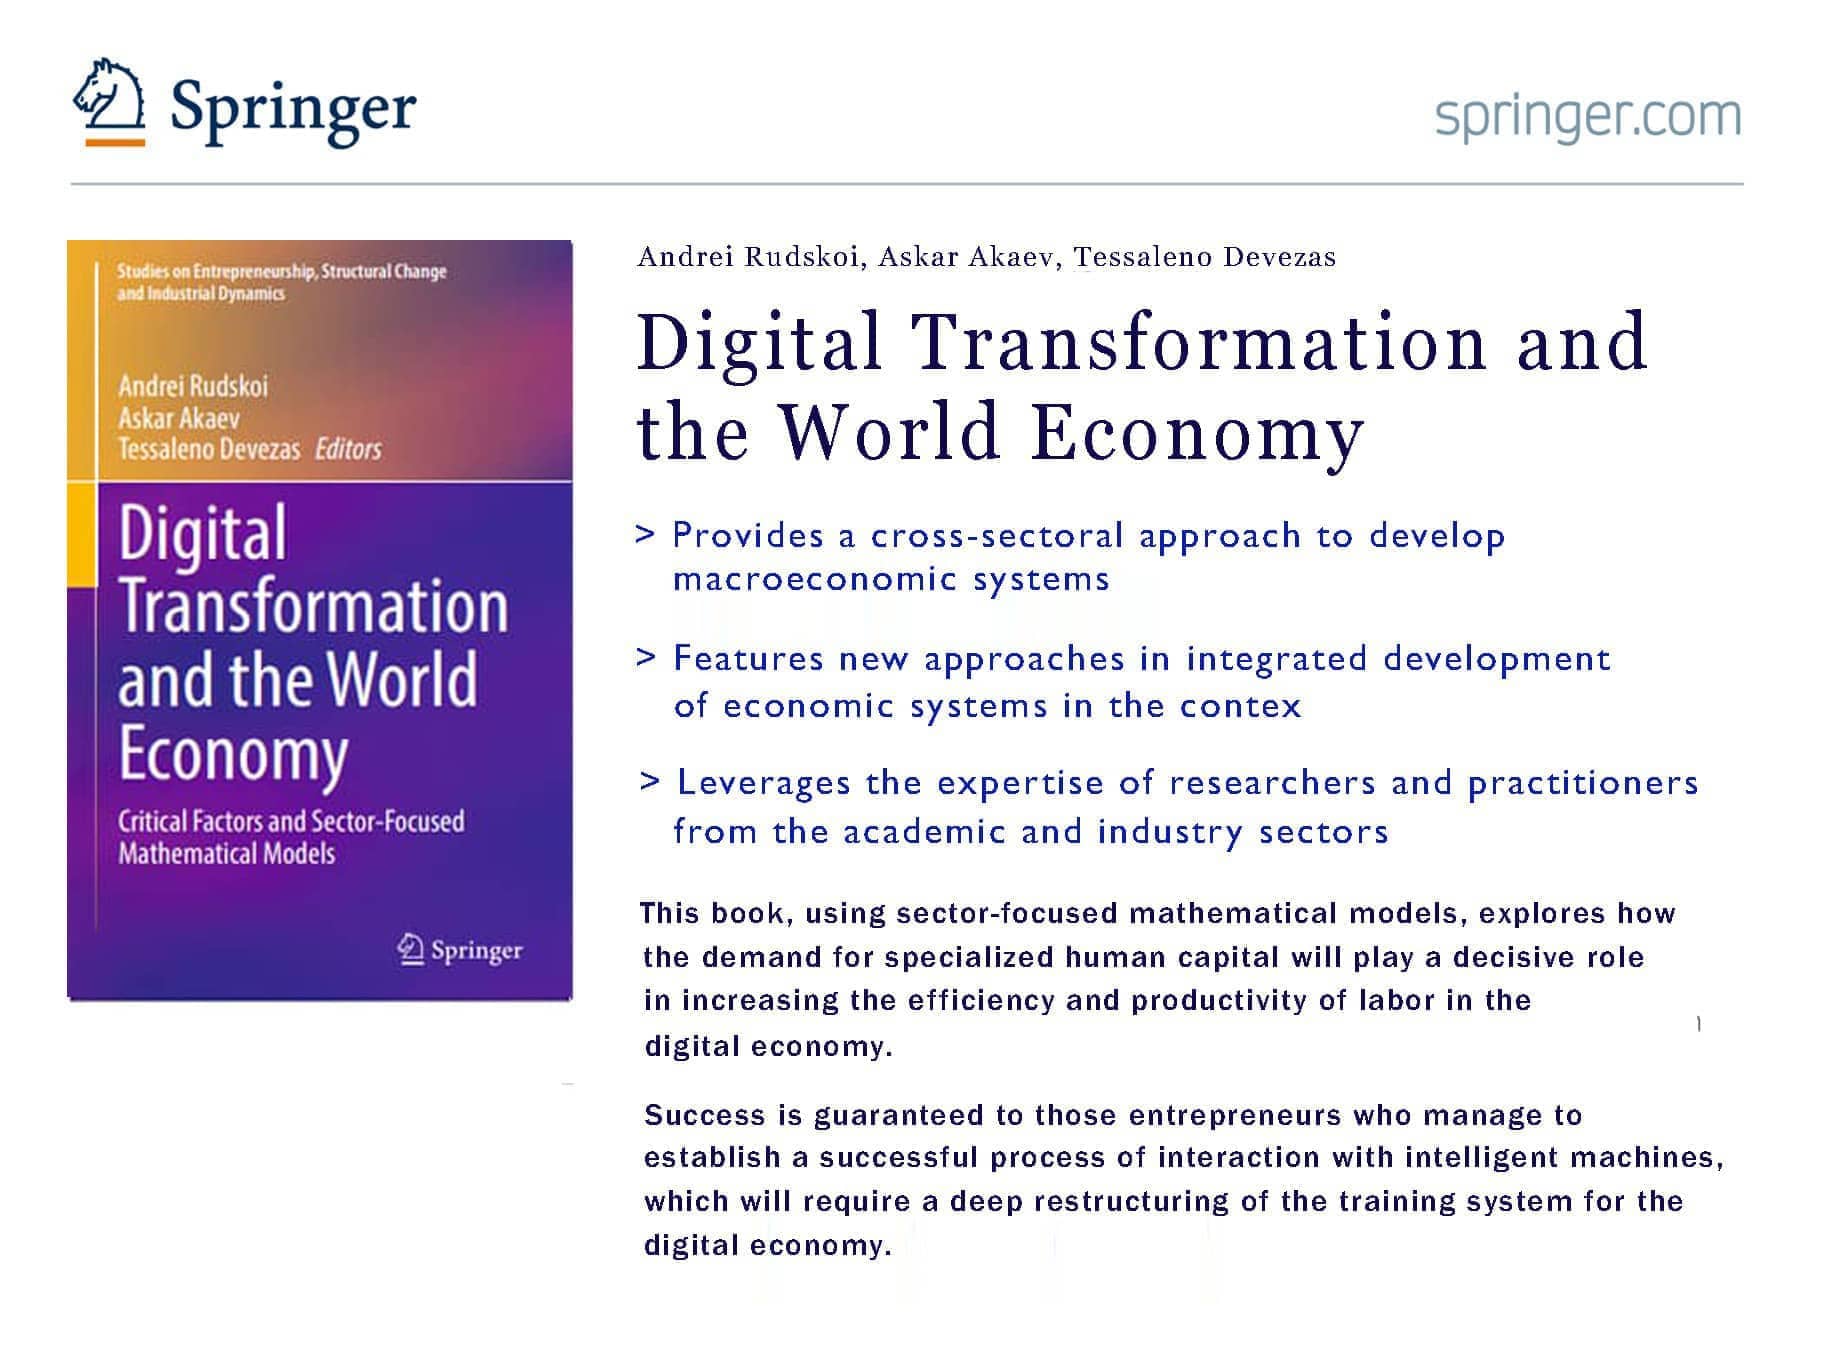 Springer
springer.com
Studies on Entrepreneurship, Structural Change
and Industrial Dynamics
Andrei Rudskoi
Askar Akaev
Tessaleno Devezas Editors
Digital
Transformation
and the World
Economy
Critical Factors and Sector-Focused
Mathematical Models
Springer
Andrei Rudskoi, Askar Akaev, Tessaleno Devezas
Digital Transformation and
the World Economy
> Provides a cross-sectoral approach to develop
macroeconomic systems
> Features new approaches in integrated development
of economic systems in the contex
> Leverages the expertise of researchers and practitioners
from the academic and industry sectors
This book, using sector-focused mathematical models, explores how
the demand for specialized human capital will play a decisive role
in increasing the efficiency and productivity of labor in the
digital economy.
Success is guaranteed to those entrepreneurs who manage to
establish a successful process of interaction with intelligent machines,
which will require a deep restructuring of the training system for the
digital economy.